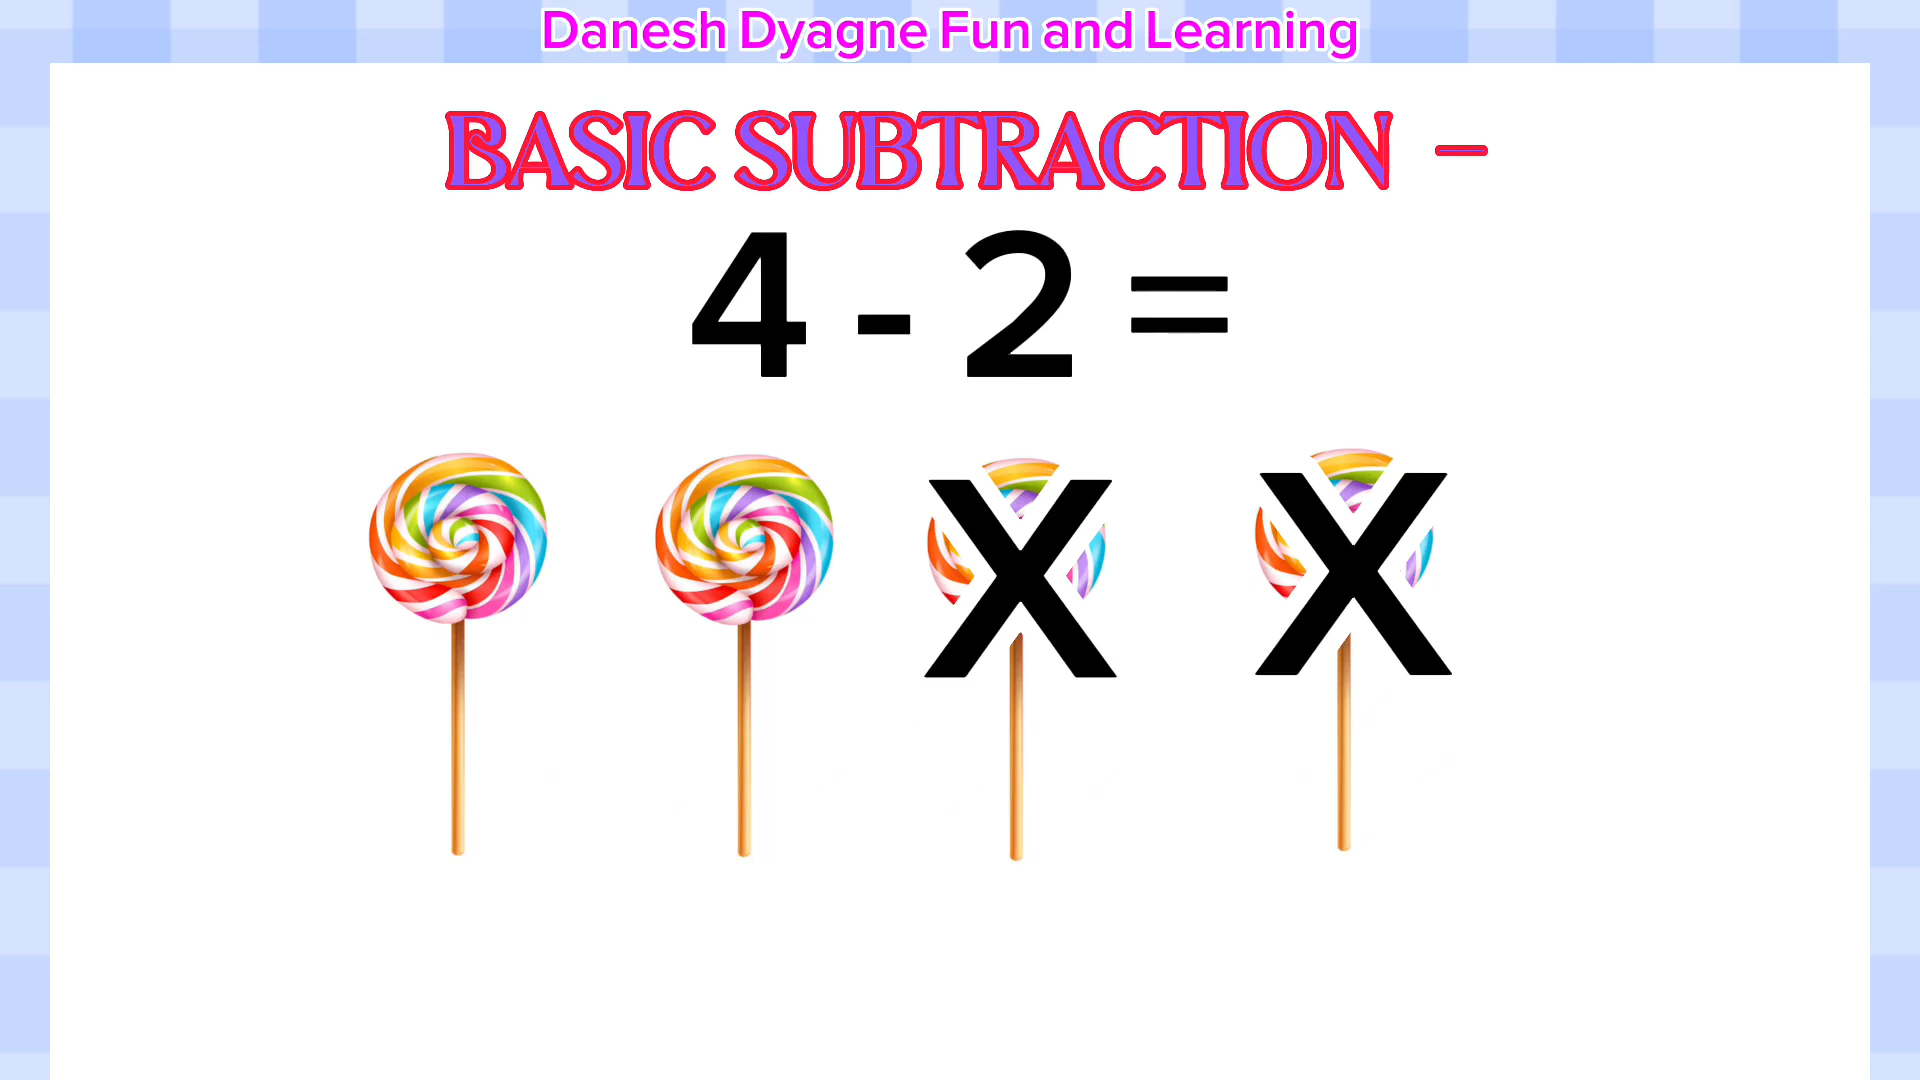 Danesh Dyagne Fun and Learning
BASIC SUBTRACTION -
4 - 2 =
X X